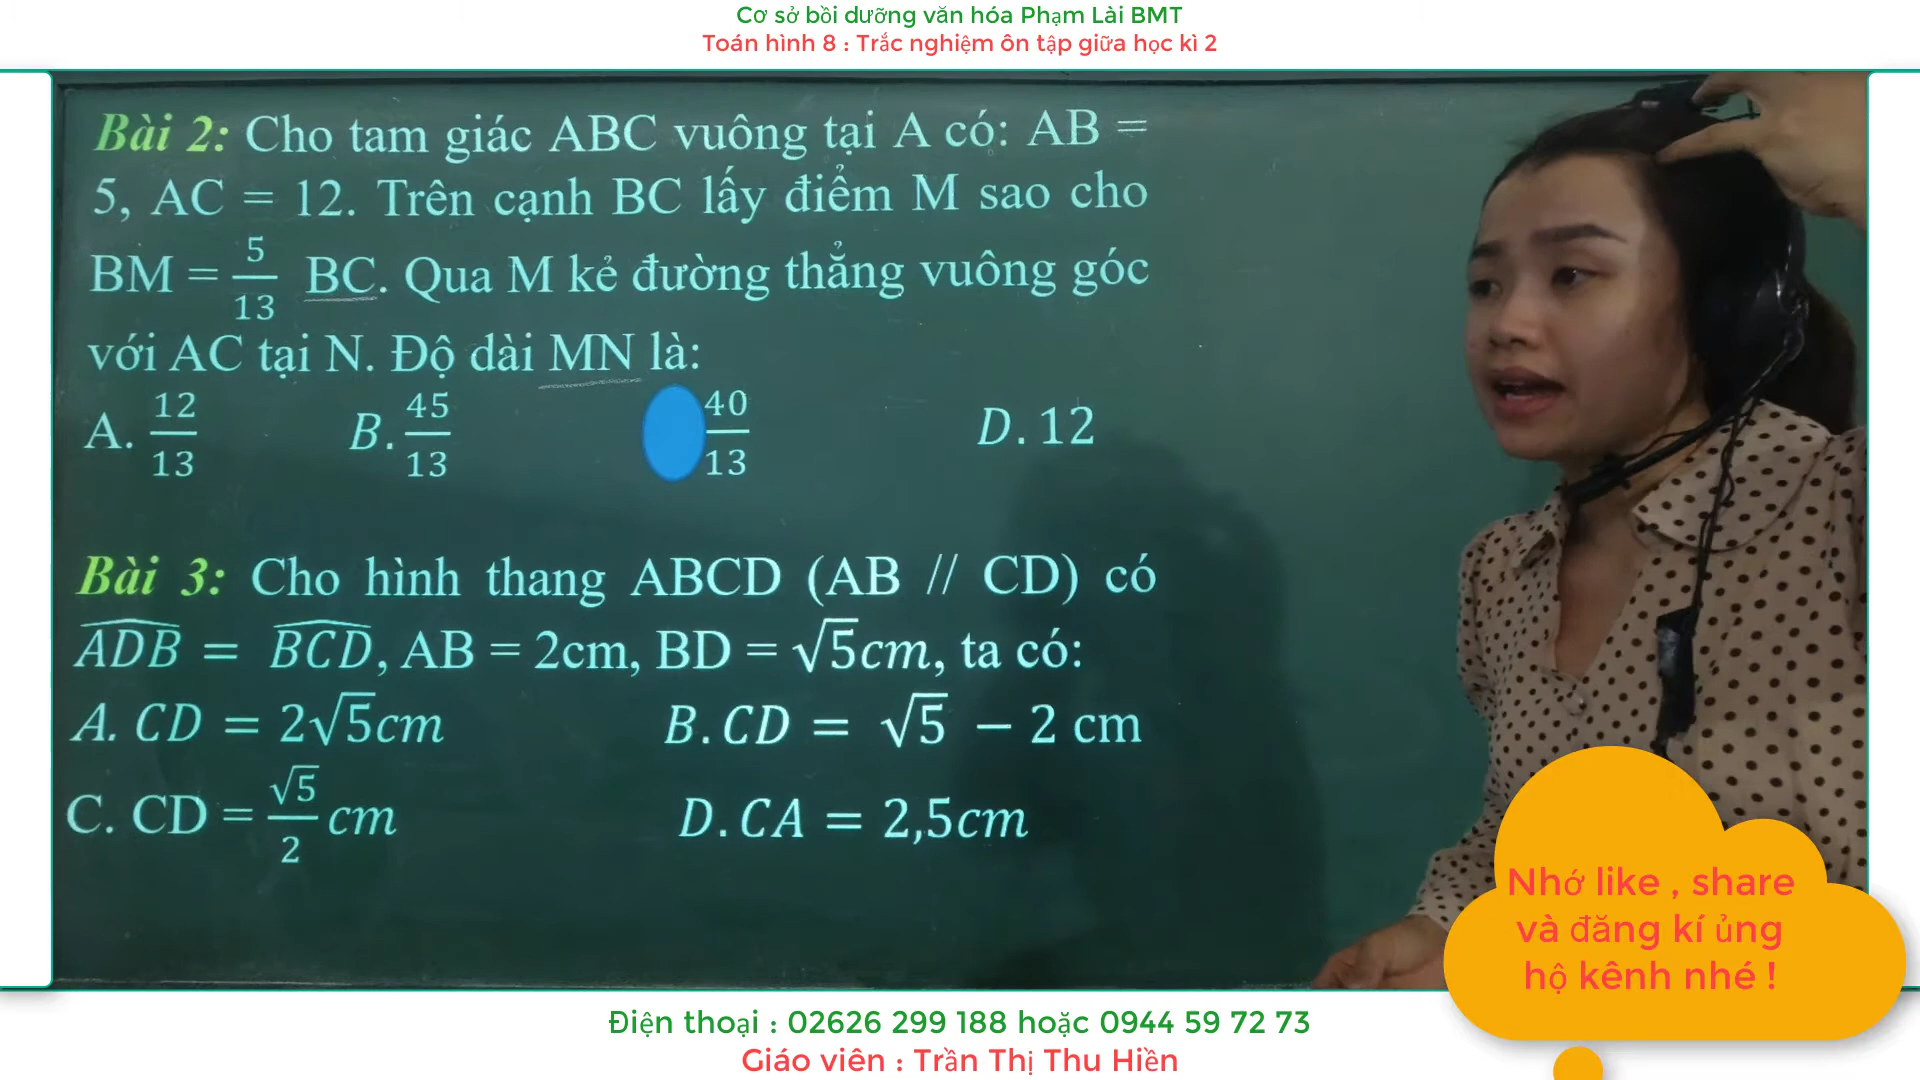 Cơ sở bồi dưỡng văn hóa Phạm Lài BMT
Toán hình 8 : Trắc nghiệm ôn tập giữa học kì 2
Bài 2: Cho tam giác ABC vuông tại A có: AB =
5, AC = 12. Trên cạnh BC lấy điểm M sao cho
BM = 5/13 BC. Qua M kẻ đường thẳng vuông góc
với AC tại N. Độ dài MN là:
A. 12/13 B. 45/13 40/13 D. 12
Bài 3: Cho hình thang ABCD (AB // CD) có
\widehat{ADB} = \widehat{BCD}, AB = 2cm, BD = √5cm, ta có:
A. CD = 2√5cm B. CD = √5 − 2 cm
C. CD = √5/2 cm D. CA = 2,5cm
Nhớ like , share
và đăng kí ủng
hộ kênh nhé !
Điện thoại : 02626 299 188 hoặc 0944 59 72 73
Giáo viên : Trần Thị Thu Hiền